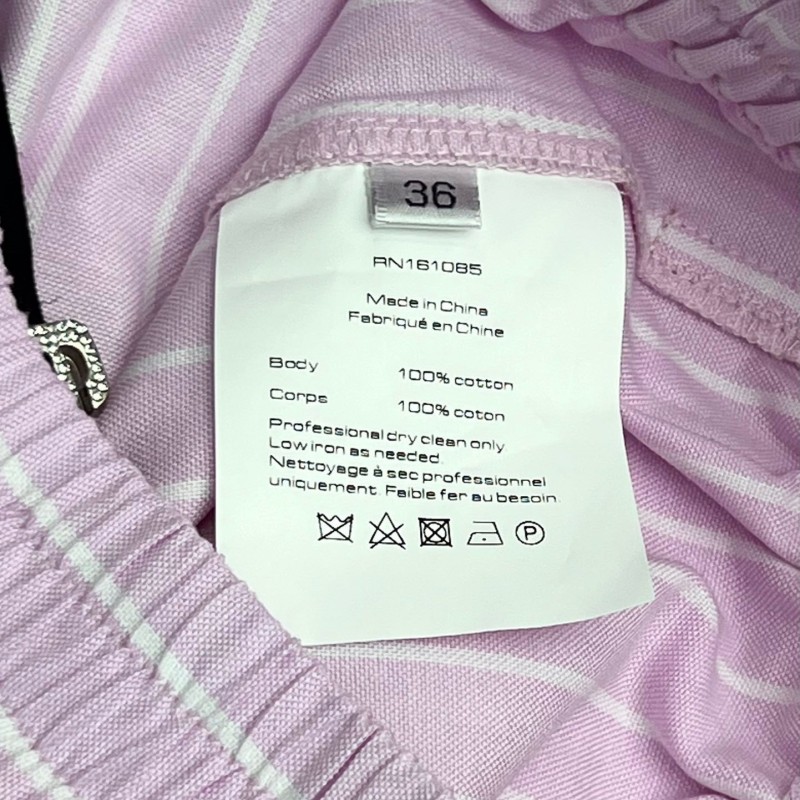 36
RN161085
Made in China
Fabriqué en Chine
Body 100% cotton
Corps 100% coton
Professional dry clean only
Low iron as needed.
Nettoyage à sec professionnel
uniquement. Faible fer au besoin.
P